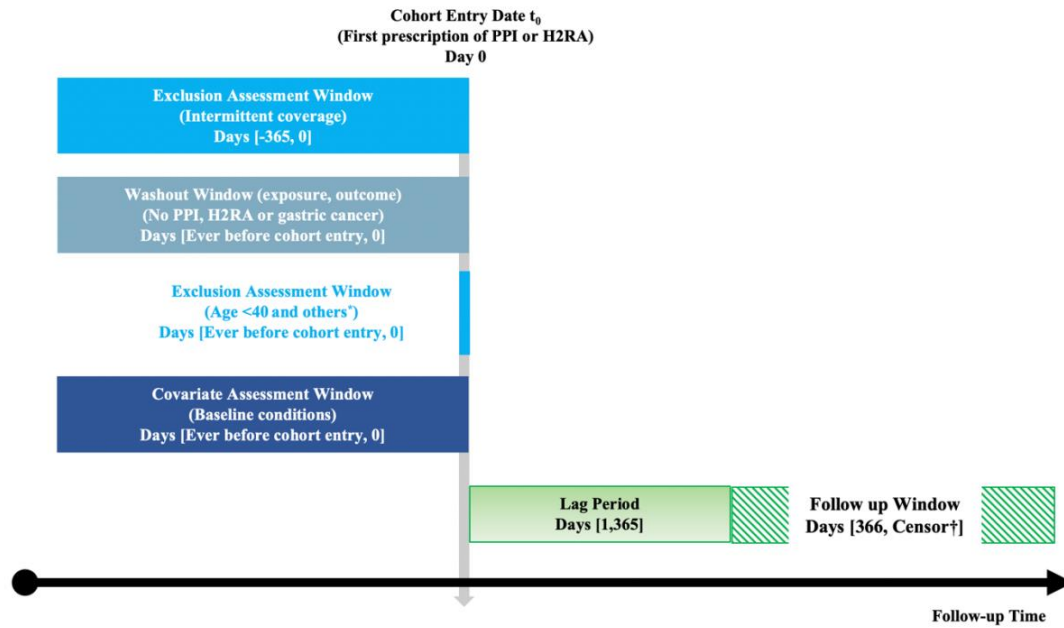 Cohort Entry Date t₀
(First prescription of PPI or H2RA)
Day 0
Exclusion Assessment Window
(Intermittent coverage)
Days [-365, 0]
Washout Window (exposure, outcome)
(No PPI, H2RA or gastric cancer)
Days [Ever before cohort entry, 0]
Exclusion Assessment Window
(Age <40 and others*)
Days [Ever before cohort entry, 0]
Covariate Assessment Window
(Baseline conditions)
Days [Ever before cohort entry, 0]
Lag Period
Days [1,365]
Follow up Window
Days [366, Censor†]
Follow-up Time